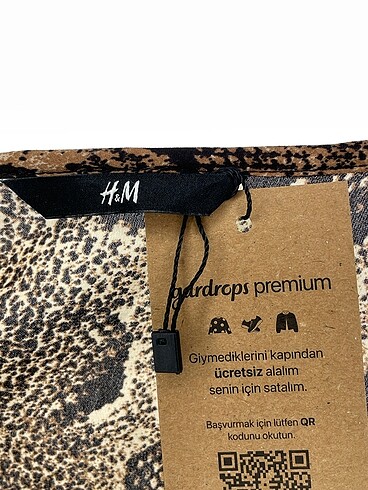 H&M
gardrops premium
Giymediklerini kapından
ücretsiz alalım
senin için satalım.
Başvurmak için lütfen QR
kodunu okutun.